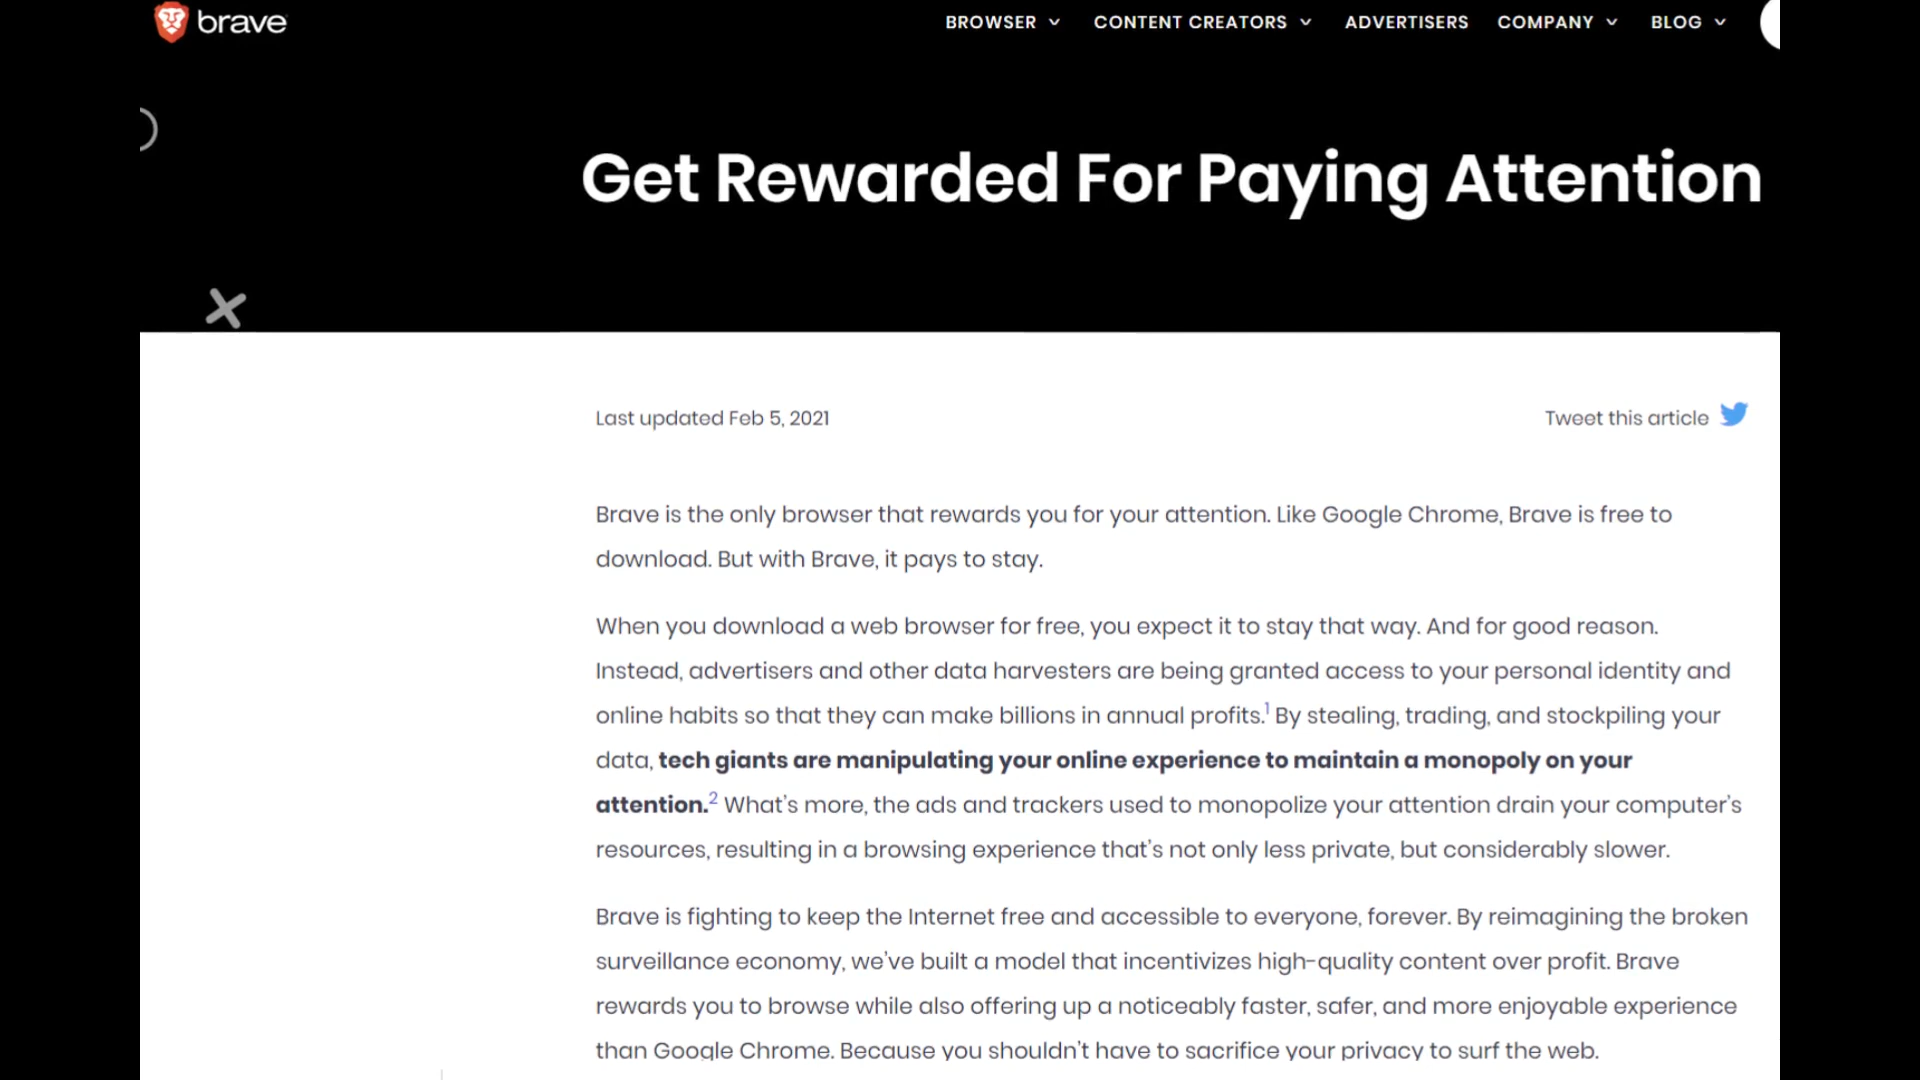 brave
BROWSER CONTENT CREATORS ADVERTISERS COMPANY BLOG
Get Rewarded For Paying Attention
Last updated Feb 5, 2021
Tweet this article
Brave is the only browser that rewards you for your attention. Like Google Chrome, Brave is free to
download. But with Brave, it pays to stay.
When you download a web browser for free, you expect it to stay that way. And for good reason.
Instead, advertisers and other data harvesters are being granted access to your personal identity and
online habits so that they can make billions in annual profits.1 By stealing, trading, and stockpiling your
data, tech giants are manipulating your online experience to maintain a monopoly on your
attention.2 What's more, the ads and trackers used to monopolize your attention drain your computer's
resources, resulting in a browsing experience that's not only less private, but considerably slower.
Brave is fighting to keep the Internet free and accessible to everyone, forever. By reimagining the broken
surveillance economy, we've built a model that incentivizes high-quality content over profit. Brave
rewards you to browse while also offering up a noticeably faster, safer, and more enjoyable experience
than Google Chrome. Because you shouldn't have to sacrifice your privacy to surf the web.